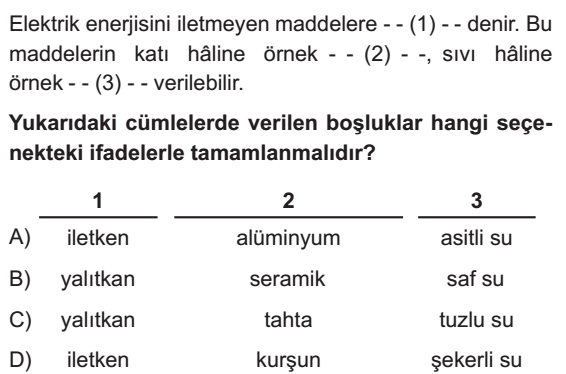 Elektrik enerjisini iletmeyen maddelere - - (1) - - denir. Bu
maddelerin katı hâline örnek - - (2) - -, sıvı hâline
örnek - - (3) - - verilebilir.
Yukarıdaki cümlelerde verilen boşluklar hangi seçe-
nekteki ifadelerle tamamlanmalıdır?
1 2 3
A) iletken alüminyum asitli su
B) yalıtkan seramik saf su
C) yalıtkan tahta tuzlu su
D) iletken kurşun şekerli su